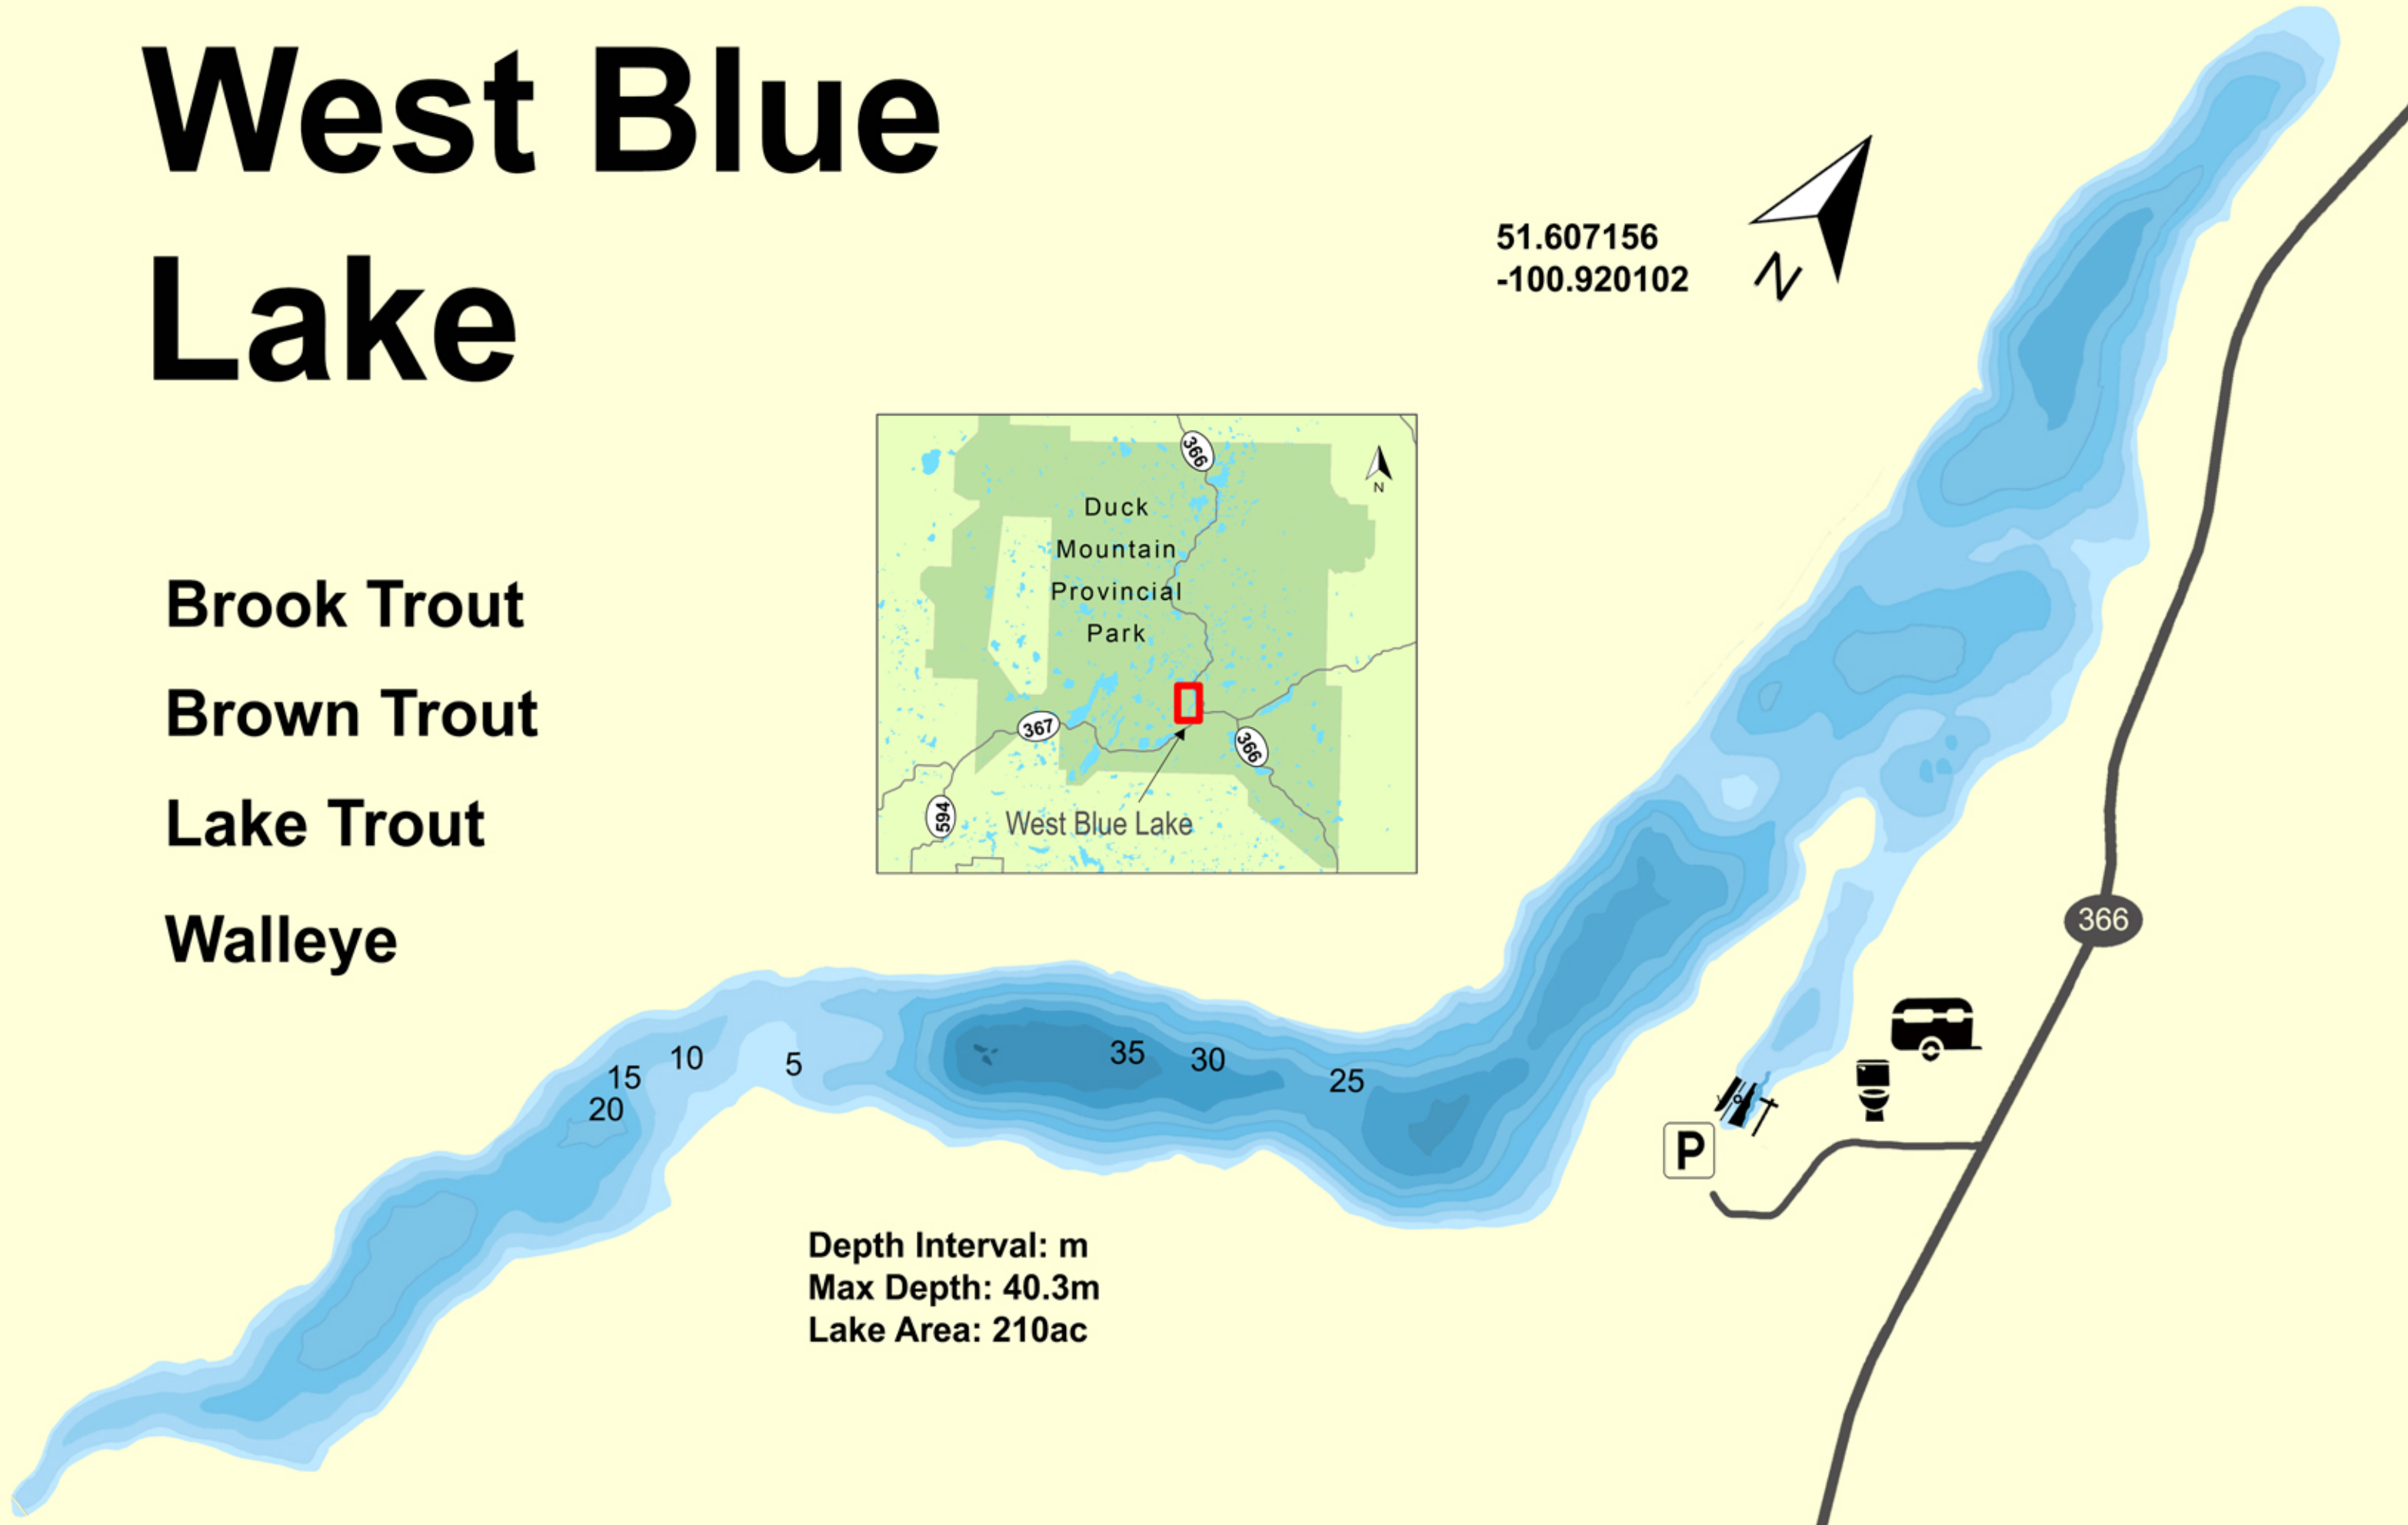 West Blue
Lake
51.607156
-100.920102
N
Brook Trout
Brown Trout
Lake Trout
Walleye
366
N
Duck
Mountain
Provincial
Park
367
366
594
West Blue Lake
366
35
30
25
10
5
15
20
P
Depth Interval: m
Max Depth: 40.3m
Lake Area: 210ac